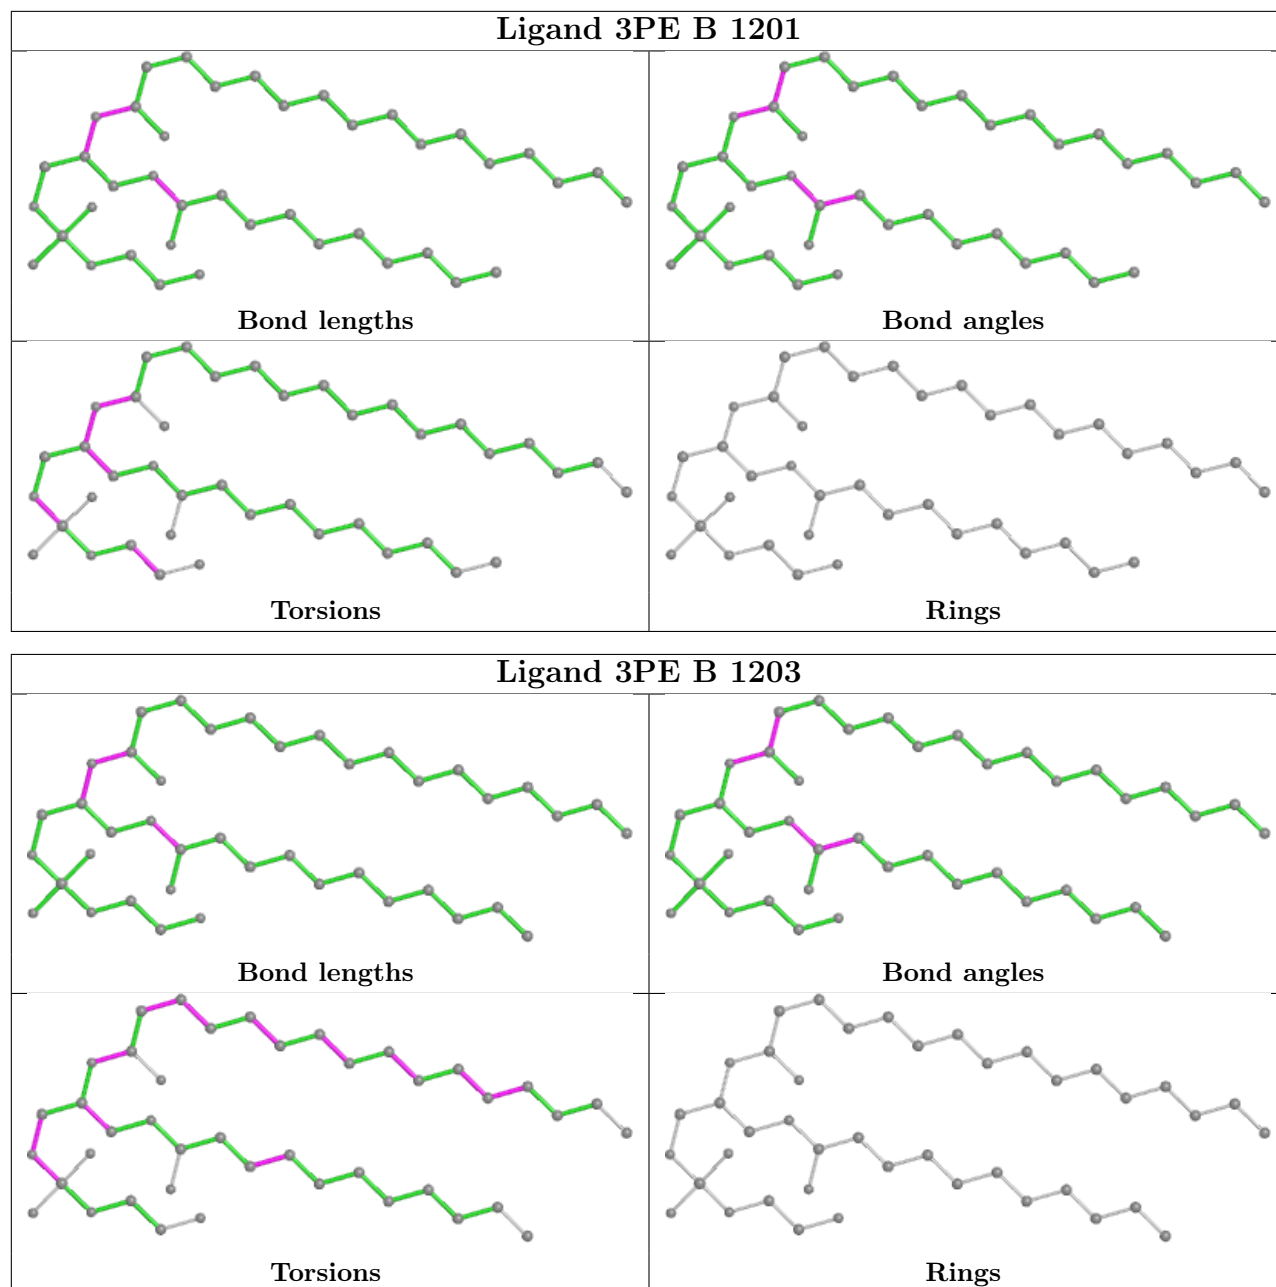 Ligand 3PE B 1201
Bond lengths
Bond angles
Torsions
Rings
Ligand 3PE B 1203
Bond lengths
Bond angles
Torsions
Rings